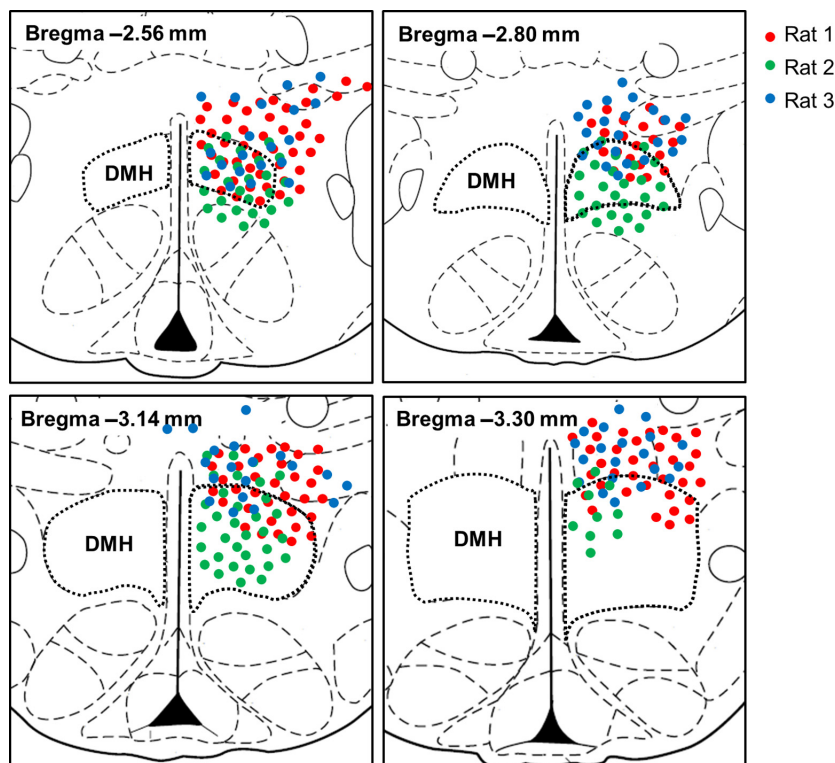 Bregma –2.56 mm
DMH
Bregma –2.80 mm
DMH
Rat 1
Rat 2
Rat 3
Bregma –3.14 mm
DMH
Bregma –3.30 mm
DMH